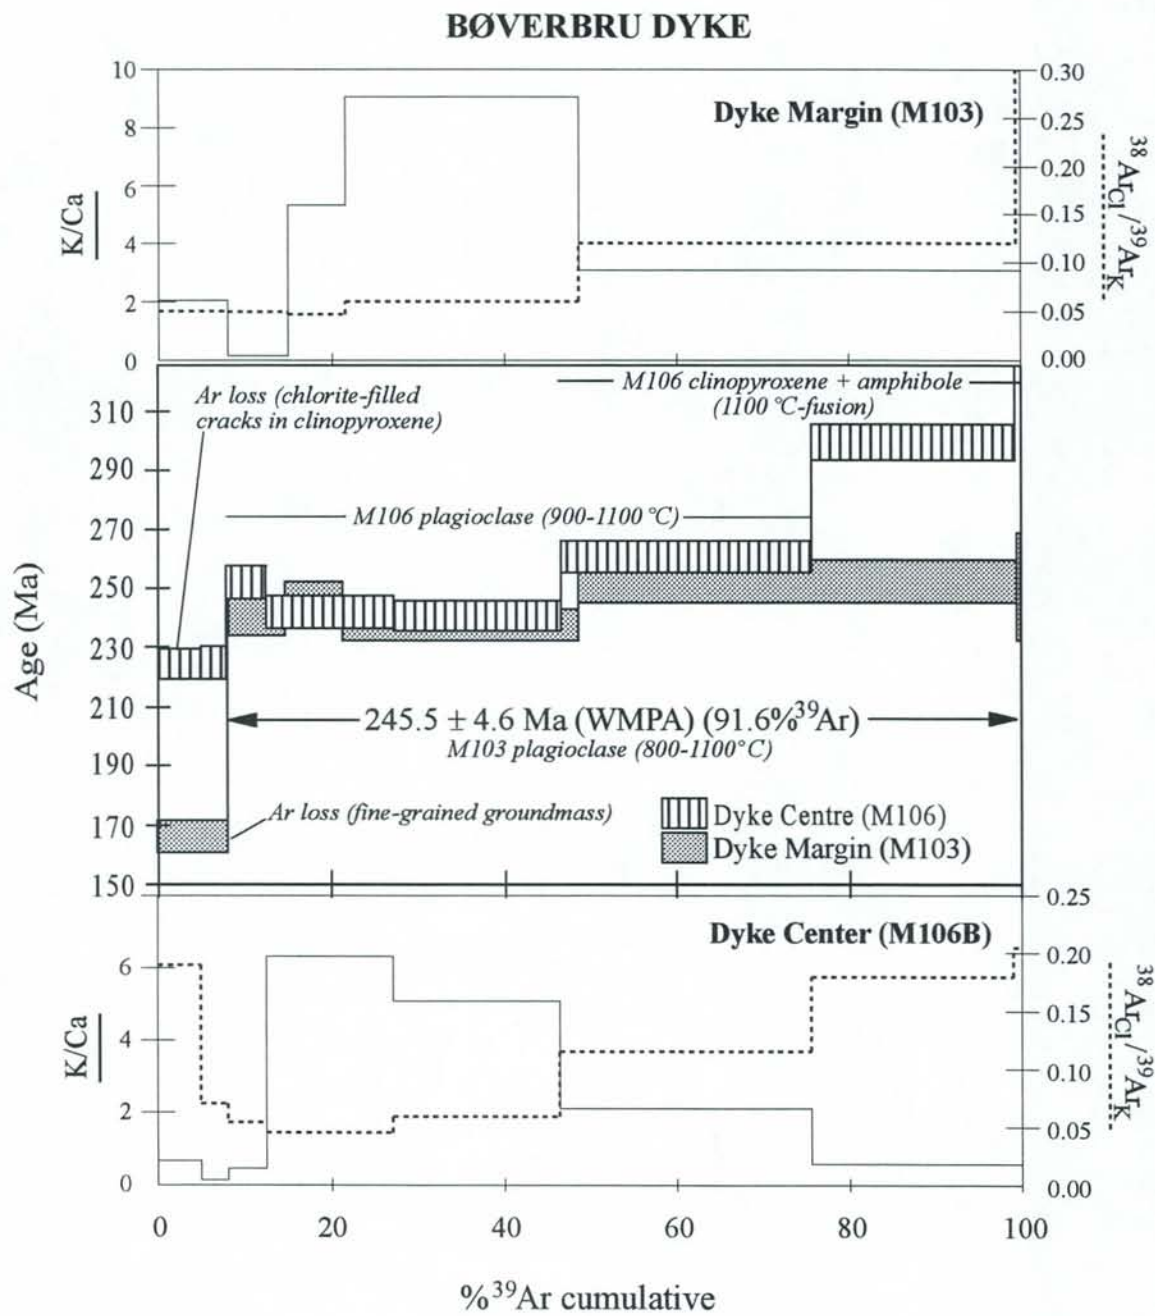 BØVERBRU DYKE
10
8
6
4
2
0
K/Ca
Dyke Margin (M103)
0.30
0.25
0.20
0.15
0.10
0.05
0.00
³⁸Ar_Cl/³⁹Ar_K
Ar loss (chlorite-filled
cracks in clinopyroxene)
M106 clinopyroxene + amphibole
(1100 °C-fusion)
M106 plagioclase (900-1100 °C)
310
290
270
250
230
210
190
170
150
Age (Ma)
245.5 ± 4.6 Ma (WMPA) (91.6%³⁹Ar)
M103 plagioclase (800-1100°C)
Ar loss (fine-grained groundmass)
Dyke Centre (M106)
Dyke Margin (M103)
Dyke Center (M106B)
6
4
2
0
K/Ca
0.25
0.20
0.15
0.10
0.05
0.00
³⁸Ar_Cl/³⁹Ar_K
0 20 40 60 80 100
%³⁹Ar cumulative